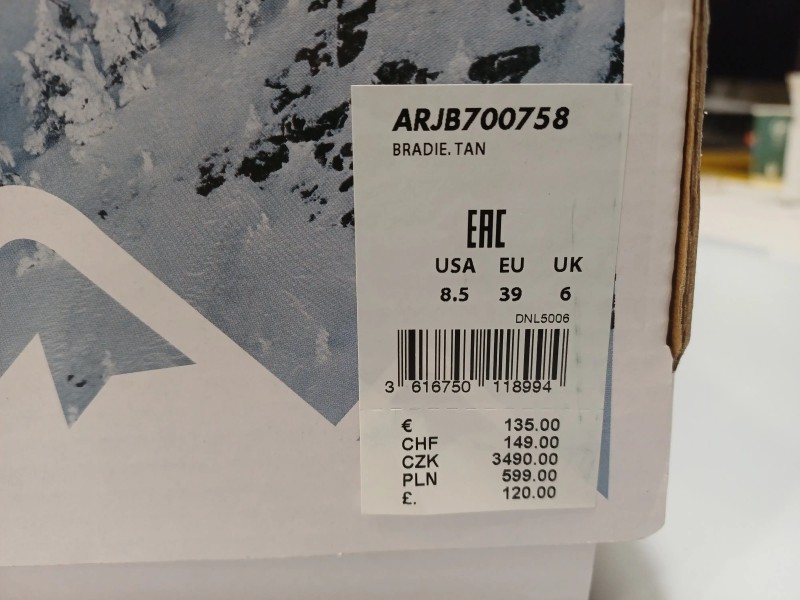 ARJB700758
BRADIE. TAN
EAC
USA EU UK
8.5 39 6
DNL5006
3 616750 118994
€ 135.00
CHF 149.00
CZK 3490.00
PLN 599.00
£. 120.00